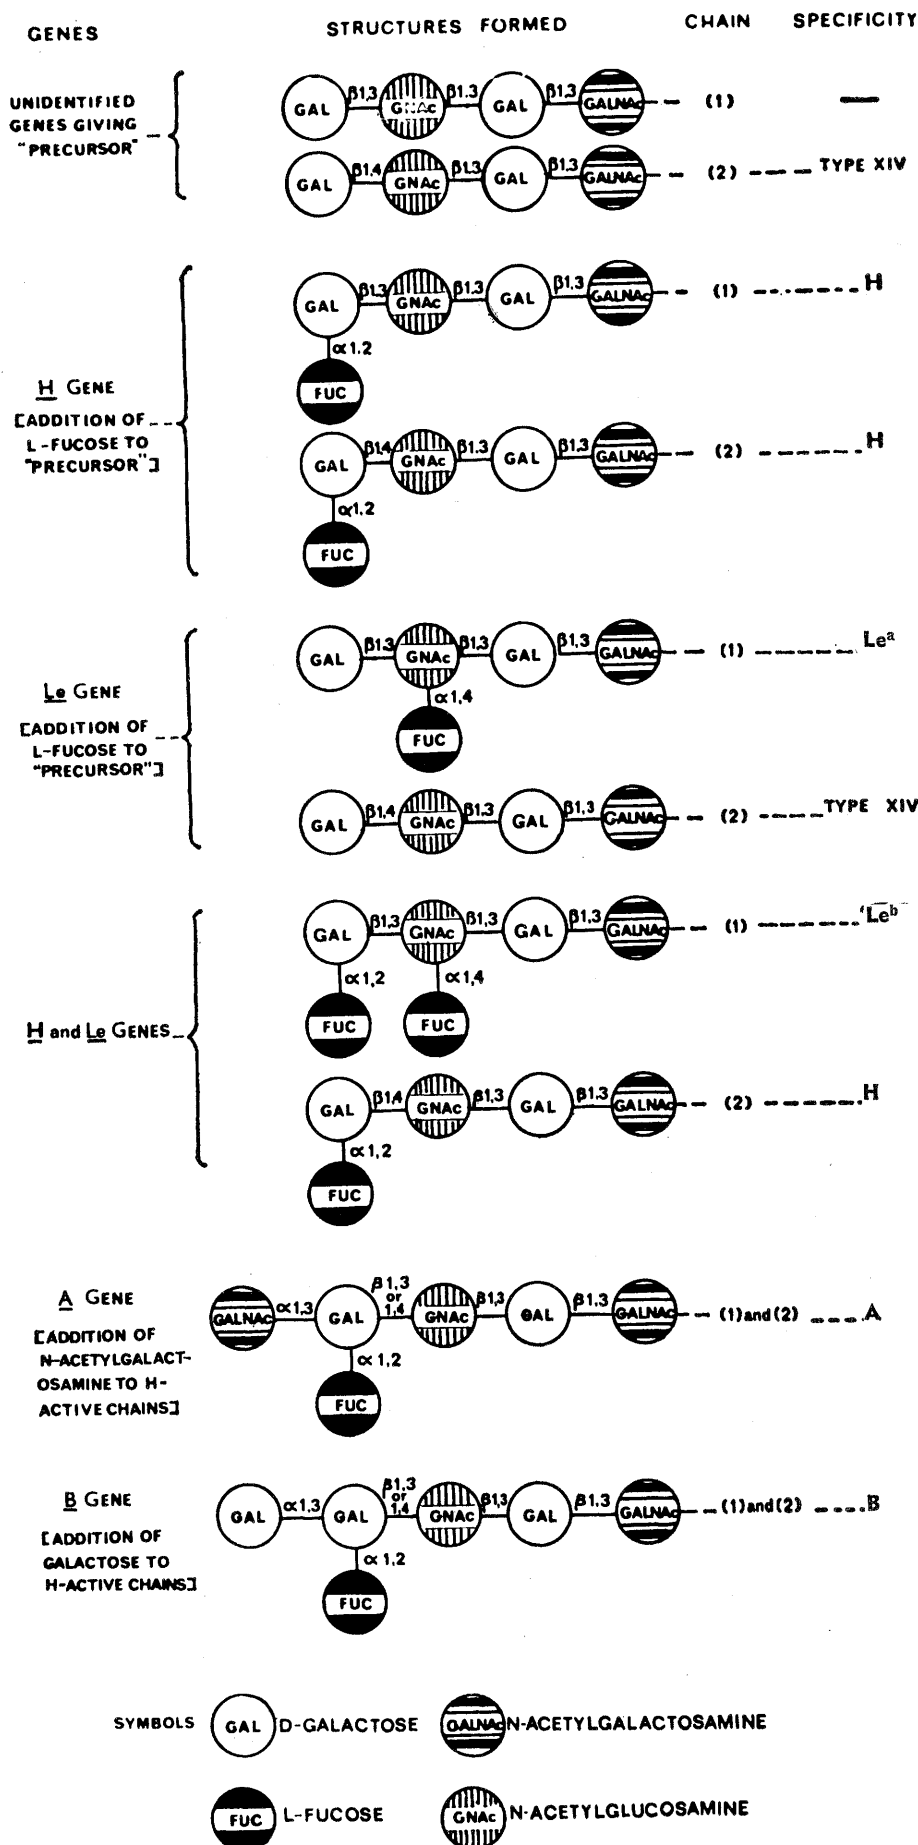 GENES STRUCTURES FORMED CHAIN SPECIFICITY
UNIDENTIFIED
GENES GIVING
"PRECURSOR"
GAL β1,3 GNAc β1,3 GAL β1,3 GALNAc (1) —
GAL β1,4 GNAc β1,3 GAL β1,3 GALNAc (2) TYPE XIV
H GENE
[ADDITION OF
L-FUCOSE TO
"PRECURSOR"]
GAL β1,3 GNAc β1,3 GAL β1,3 GALNAc (1) H
α1,2
FUC
GAL β1,4 GNAc β1,3 GAL β1,3 GALNAc (2) H
α1,2
FUC
Le GENE
[ADDITION OF
L-FUCOSE TO
"PRECURSOR"]
GAL β1,3 GNAc β1,3 GAL β1,3 GALNAc (1) Leª
α1,4
FUC
GAL β1,4 GNAc β1,3 GAL β1,3 GALNAc (2) TYPE XIV
H and Le GENES
GAL β1,3 GNAc β1,3 GAL β1,3 GALNAc (1) Leᵇ
α1,2 α1,4
FUC FUC
GAL β1,4 GNAc β1,3 GAL β1,3 GALNAc (2) H
α1,2
FUC
A GENE
[ADDITION OF
N-ACETYLGALACT-
OSAMINE TO H-
ACTIVE CHAINS]
GALNAc α1,3 GAL β1,3 or 1,4 GNAc β1,3 GAL β1,3 GALNAc (1) and (2) A
α1,2
FUC
B GENE
[ADDITION OF
GALACTOSE TO
H-ACTIVE CHAINS]
GAL α1,3 GAL β1,3 or 1,4 GNAc β1,3 GAL β1,3 GALNAc (1) and (2) B
α1,2
FUC
SYMBOLS GAL D-GALACTOSE GALNAc N-ACETYLGALACTOSAMINE
FUC L-FUCOSE GNAc N-ACETYLGLUCOSAMINE